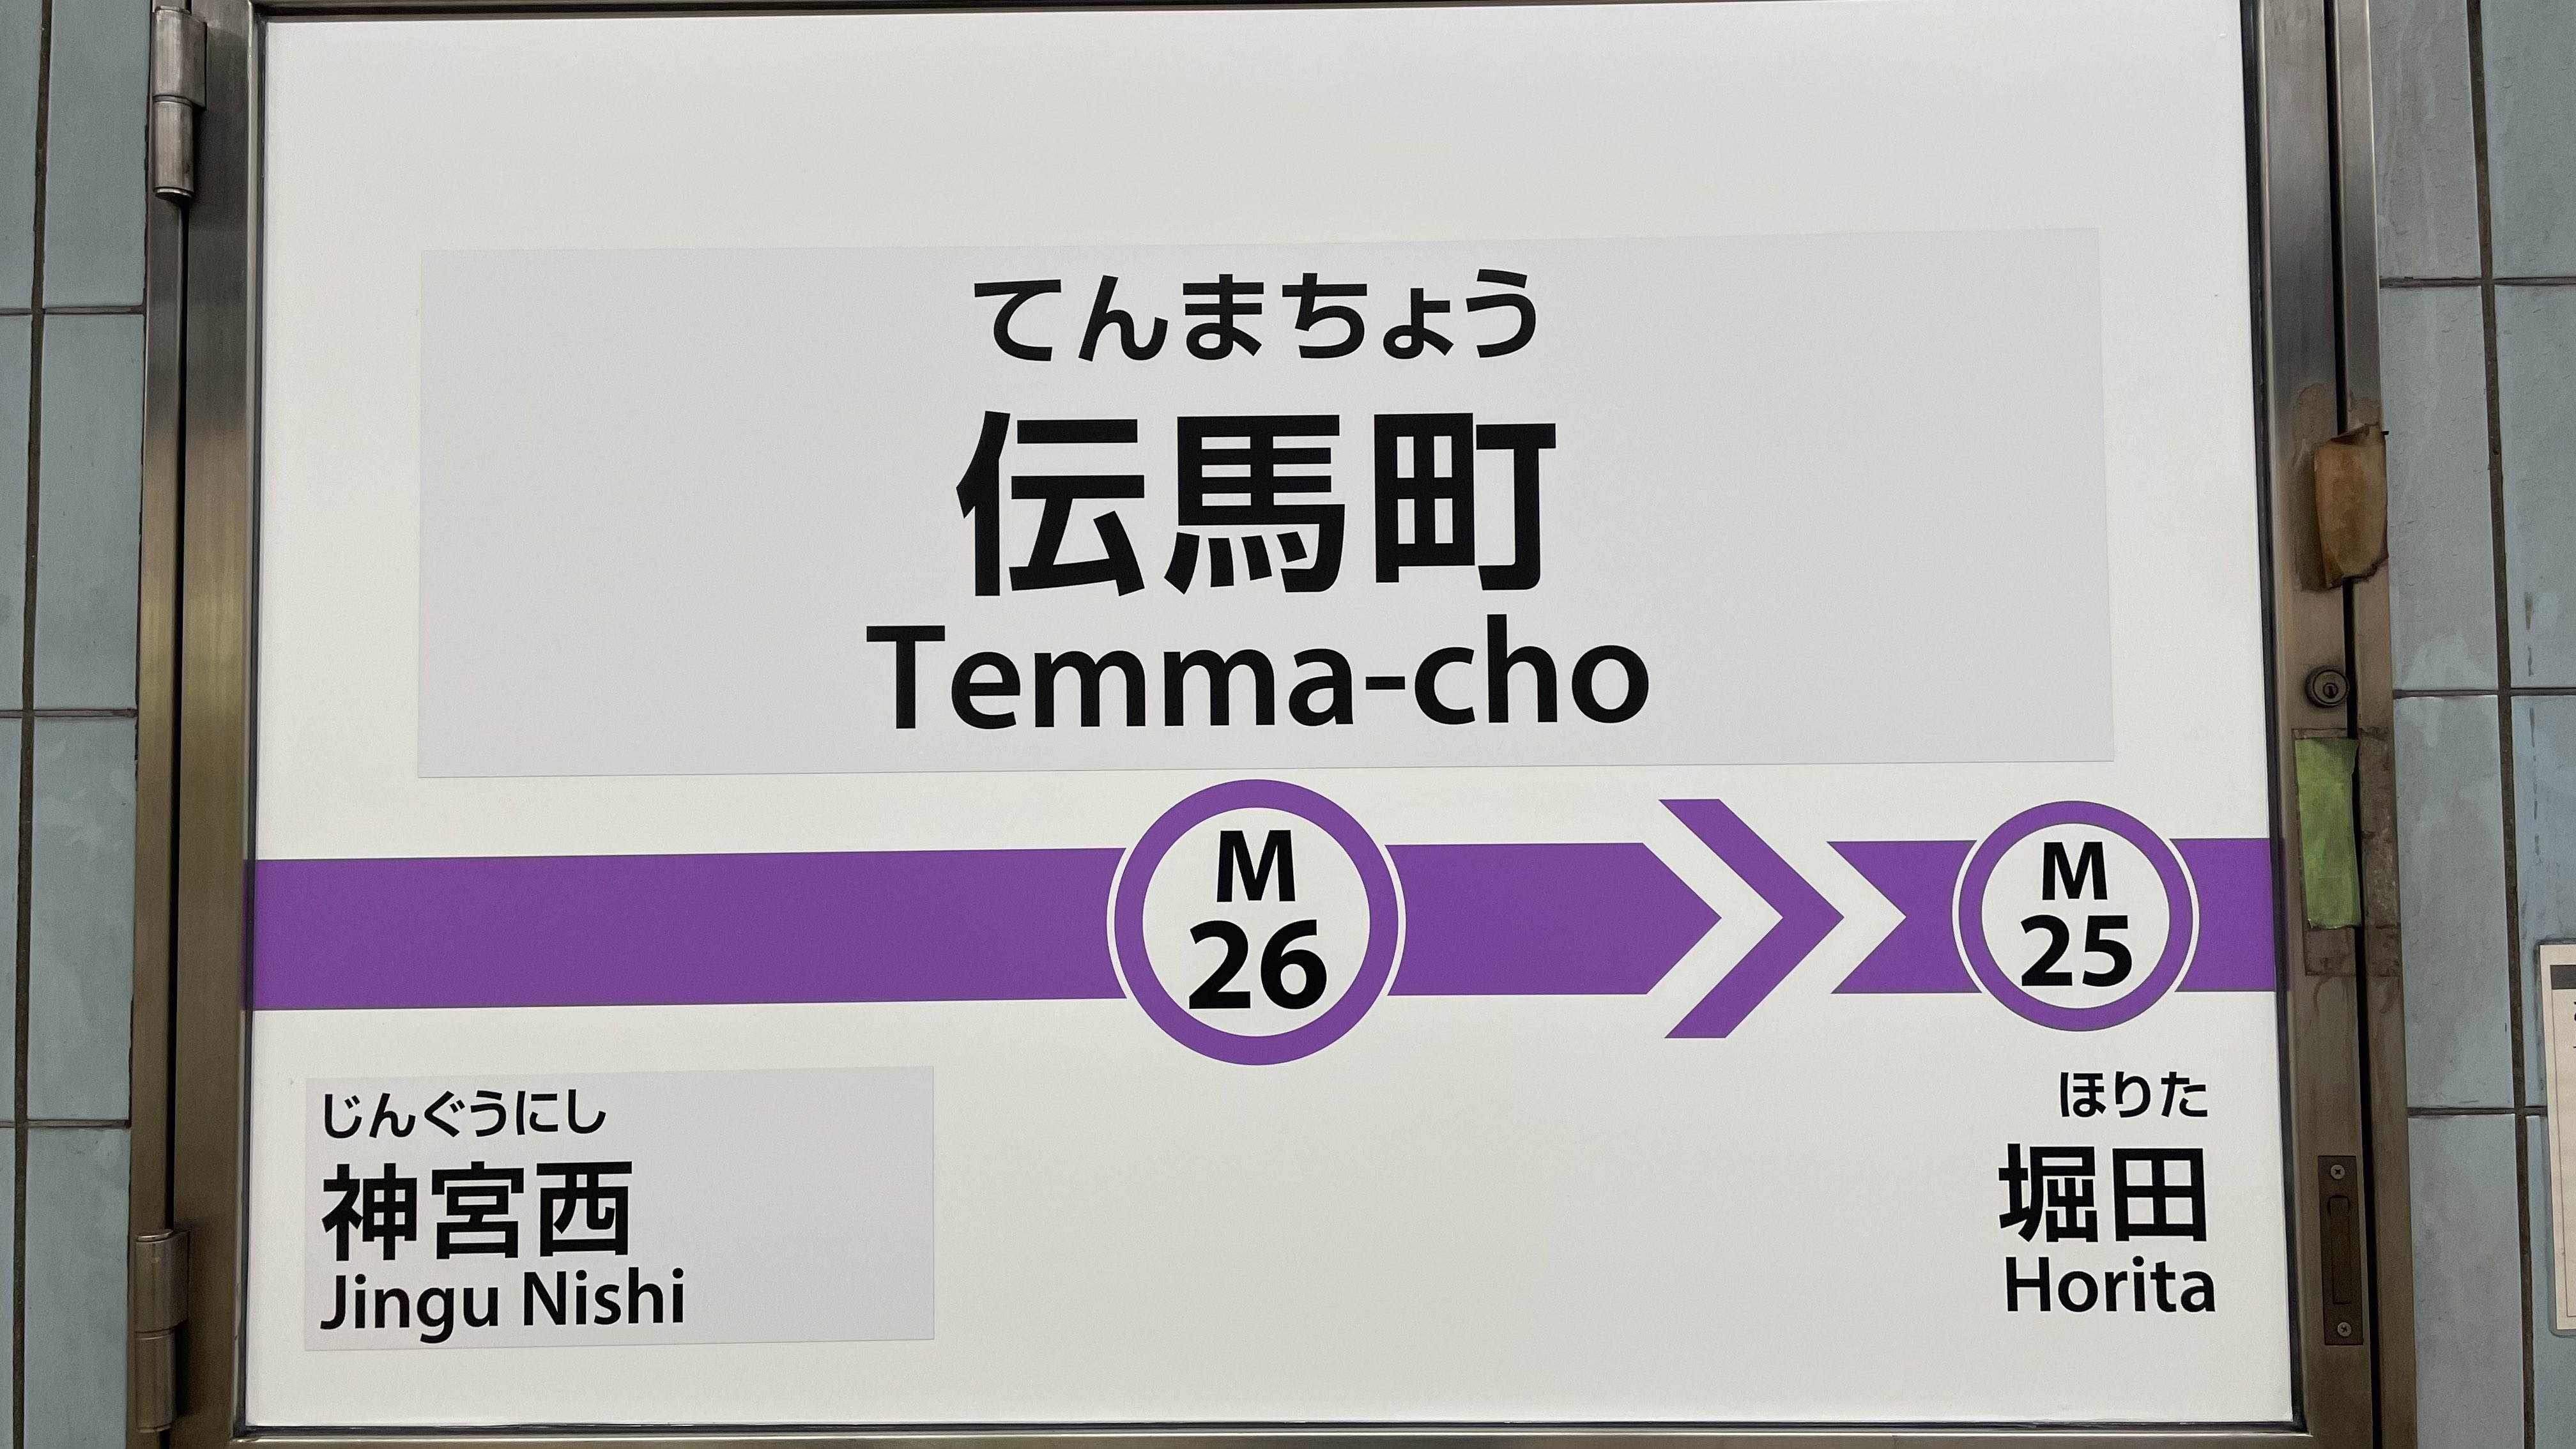 てんまちょう
伝馬町
Temma-cho
M
26
M
25
じんぐうにし
神宮西
Jingu Nishi
ほりた
堀田
Horita